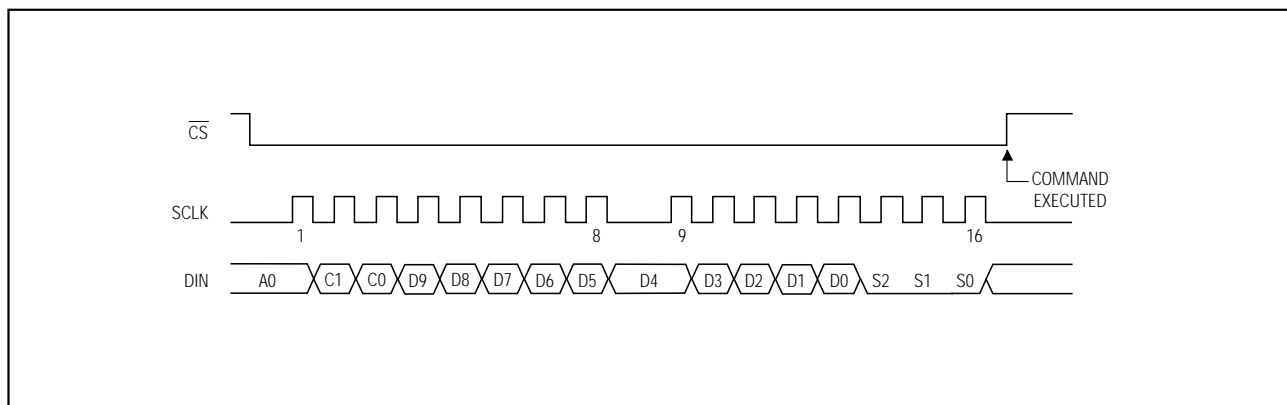 CS
COMMAND
EXECUTED
SCLK
1 8 9 16
DIN A0 C1 C0 D9 D8 D7 D6 D5 D4 D3 D2 D1 D0 S2 S1 S0